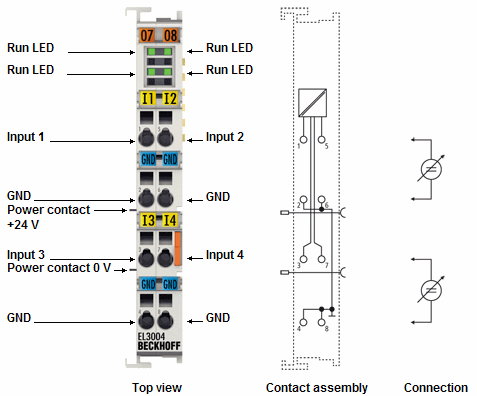 07 08
Run LED
Run LED
Run LED
Run LED
I1 I2
Input 1
Input 2
1 5
GND GND
GND
GND
2 6
Power contact
+24 V
I3 I4
Input 3
Input 4
3 7
Power contact 0 V
GND GND
GND
GND
4 8
EL3004
BECKHOFF
Top view
Contact assembly
Connection